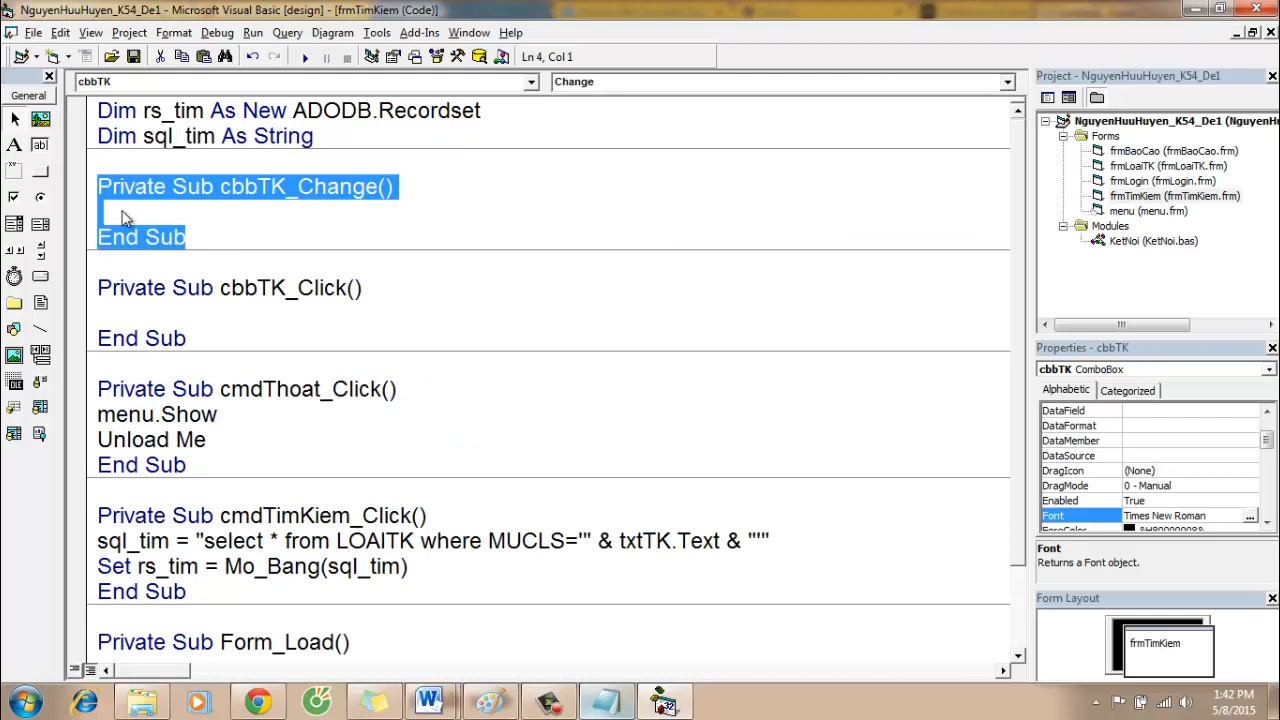 NguyenHuuHuyen_K54_De1 - Microsoft Visual Basic [design] - [frmTimKiem (Code)]
File Edit View Project Format Debug Run Query Diagram Tools Add-Ins Window Help
Ln 4, Col 1
General
cbbTK
Change
Dim rs_tim As New ADODB.Recordset
Dim sql_tim As String
Private Sub cbbTK_Change()
End Sub
Private Sub cbbTK_Click()
End Sub
Private Sub cmdThoat_Click()
menu.Show
Unload Me
End Sub
Private Sub cmdTimKiem_Click()
sql_tim = "select * from LOAITK where MUCLS='" & txtTK.Text & "'"
Set rs_tim = Mo_Bang(sql_tim)
End Sub
Private Sub Form_Load()
Project - NguyenHuuHuyen_K54_De1
NguyenHuuHuyen_K54_De1 (NguyenH
Forms
frmBaoCao (frmBaoCao.frm)
frmLoaiTK (frmLoaiTK.frm)
frmLogin (frmLogin.frm)
frmTimKiem (frmTimKiem.frm)
menu (menu.frm)
Modules
KetNoi (KetNoi.bas)
Properties - cbbTK
cbbTK ComboBox
Alphabetic Categorized
DataField
DataFormat
DataMember
DataSource
DragIcon (None)
DragMode 0 - Manual
Enabled True
Font Times New Roman ...
ForeColor &H80000008&
Font
Returns a Font object.
Form Layout
frmTimKiem
1:42 PM
5/8/2015